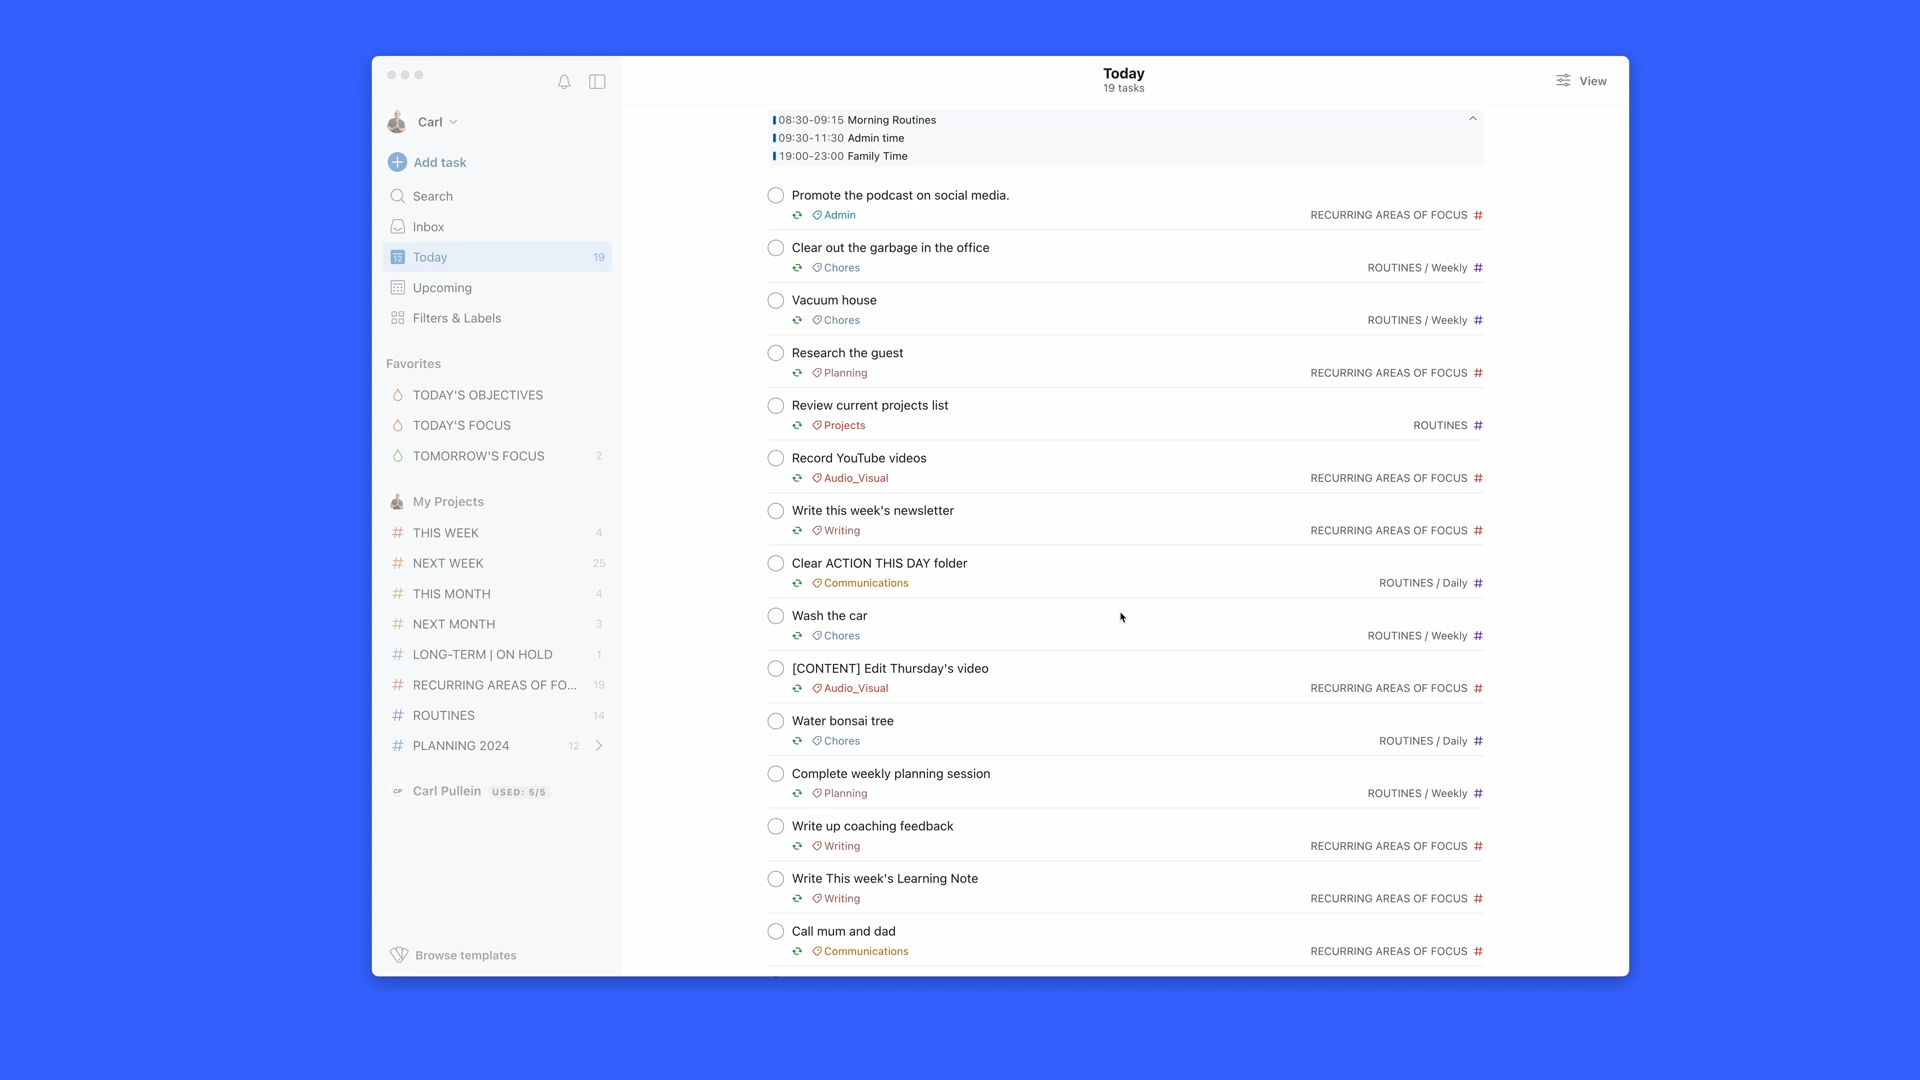 Carl
Add task
Search
Inbox
12
Today 19
Upcoming
Filters & Labels
Favorites
TODAY'S OBJECTIVES
TODAY'S FOCUS
TOMORROW'S FOCUS 2
My Projects
# THIS WEEK 4
# NEXT WEEK 25
# THIS MONTH 4
# NEXT MONTH 3
# LONG-TERM | ON HOLD 1
# RECURRING AREAS OF FO... 19
# ROUTINES 14
# PLANNING 2024 12
CP Carl Pullein USED: 5/5
Browse templates
Today
19 tasks
View
08:30-09:15 Morning Routines
09:30-11:30 Admin time
19:00-23:00 Family Time
Promote the podcast on social media.
Admin RECURRING AREAS OF FOCUS #
Clear out the garbage in the office
Chores ROUTINES / Weekly #
Vacuum house
Chores ROUTINES / Weekly #
Research the guest
Planning RECURRING AREAS OF FOCUS #
Review current projects list
Projects ROUTINES #
Record YouTube videos
Audio_Visual RECURRING AREAS OF FOCUS #
Write this week's newsletter
Writing RECURRING AREAS OF FOCUS #
Clear ACTION THIS DAY folder
Communications ROUTINES / Daily #
Wash the car
Chores ROUTINES / Weekly #
[CONTENT] Edit Thursday's video
Audio_Visual RECURRING AREAS OF FOCUS #
Water bonsai tree
Chores ROUTINES / Daily #
Complete weekly planning session
Planning ROUTINES / Weekly #
Write up coaching feedback
Writing RECURRING AREAS OF FOCUS #
Write This week's Learning Note
Writing RECURRING AREAS OF FOCUS #
Call mum and dad
Communications RECURRING AREAS OF FOCUS #